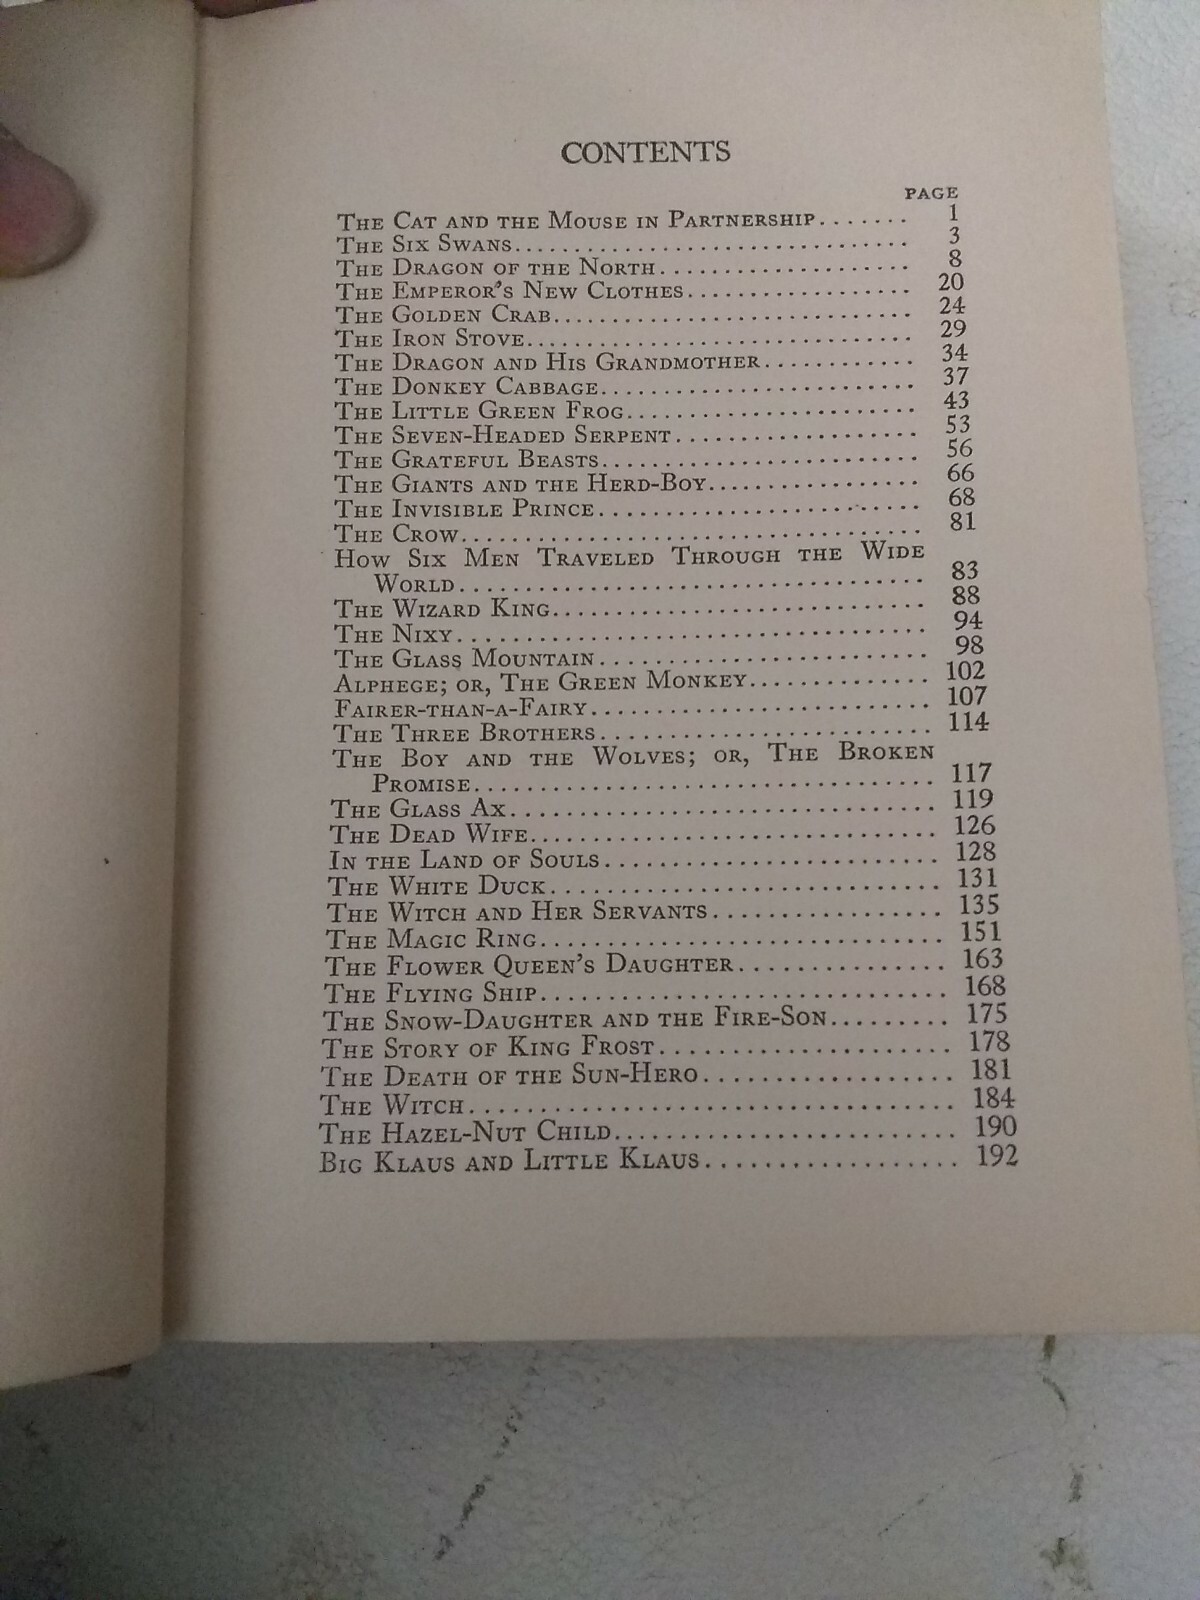 CONTENTS
PAGE
The Cat and the Mouse in Partnership....... 1
The Six Swans................................. 3
The Dragon of the North..................... 8
The Emperor's New Clothes................... 20
The Golden Crab.............................. 24
The Iron Stove................................ 29
The Dragon and His Grandmother............ 34
The Donkey Cabbage.......................... 37
The Little Green Frog........................ 43
The Seven-Headed Serpent.................... 53
The Grateful Beasts.......................... 56
The Giants and the Herd-Boy................. 66
The Invisible Prince.......................... 68
The Crow...................................... 81
How Six Men Traveled Through the Wide
World....................................... 83
The Wizard King.............................. 88
The Nixy...................................... 94
The Glass Mountain........................... 98
Alphege; or, The Green Monkey.............. 102
Fairer-than-a-Fairy........................... 107
The Three Brothers........................... 114
The Boy and the Wolves; or, The Broken
Promise..................................... 117
The Glass Ax.................................. 119
The Dead Wife................................ 126
In the Land of Souls.......................... 128
The White Duck............................... 131
The Witch and Her Servants.................. 135
The Magic Ring............................... 151
The Flower Queen's Daughter................ 163
The Flying Ship............................... 168
The Snow-Daughter and the Fire-Son......... 175
The Story of King Frost...................... 178
The Death of the Sun-Hero.................. 181
The Witch.................................... 184
The Hazel-Nut Child......................... 190
Big Klaus and Little Klaus................... 192